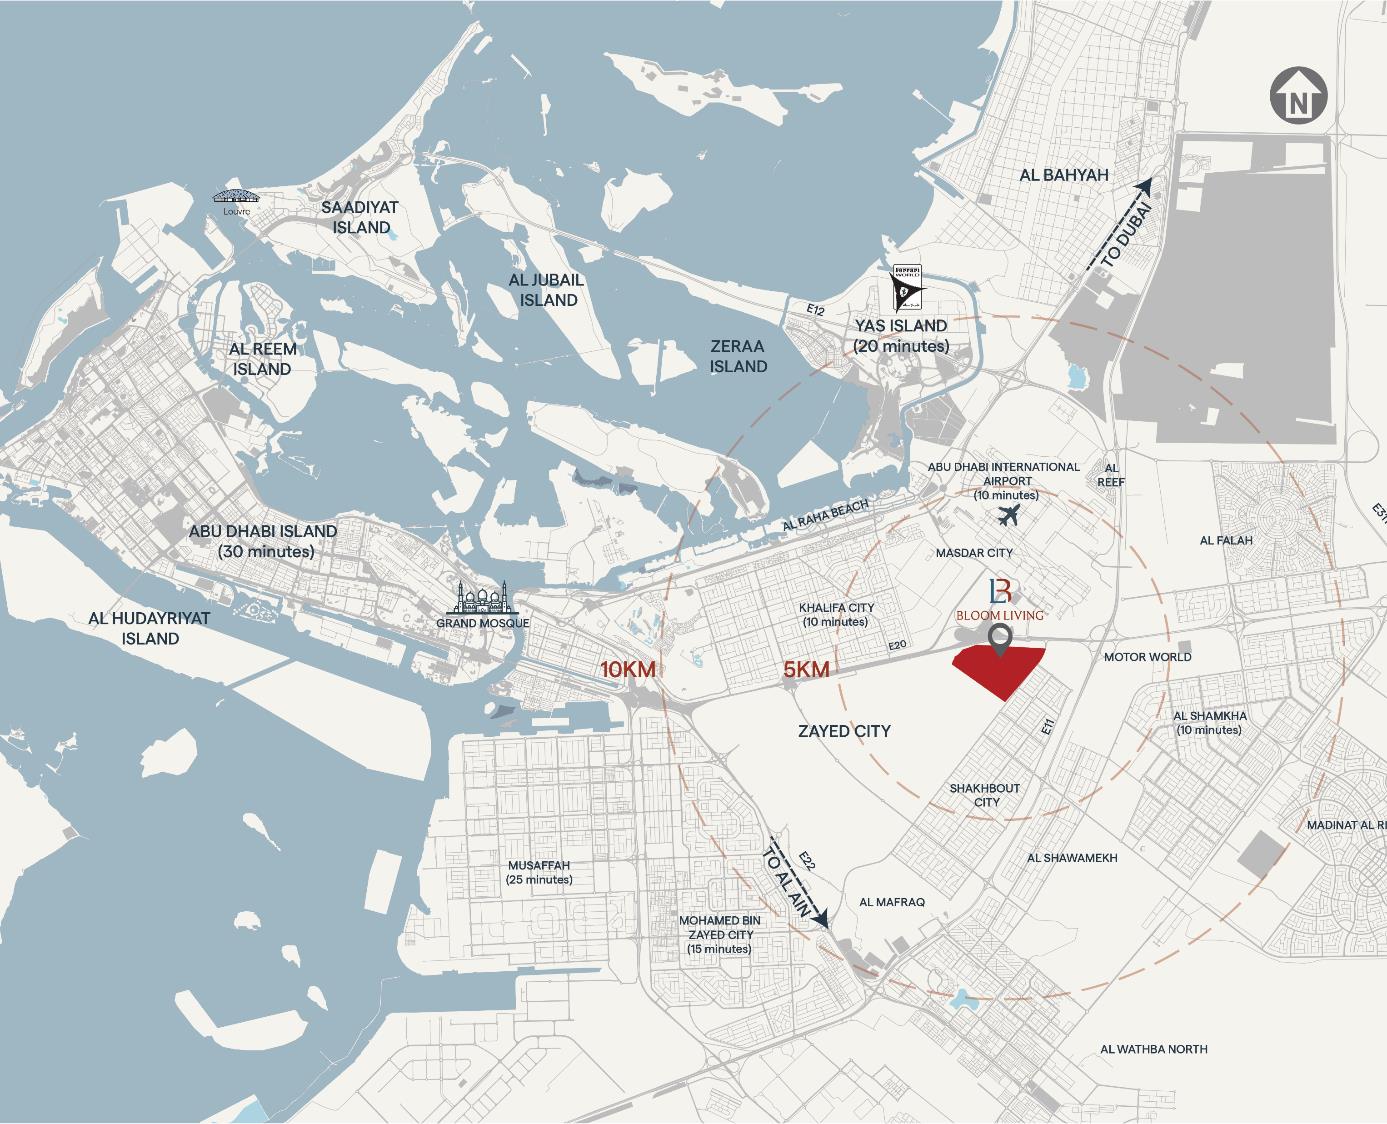 N
AL BAHYAH
TO DUBAI
Louvre
SAADIYAT
ISLAND
AL JUBAIL
ISLAND
Ferrari
WORLD
E12
YAS ISLAND
(20 minutes)
AL REEM
ISLAND
ZERAA
ISLAND
ABU DHABI INTERNATIONAL
AIRPORT
(10 minutes)
AL
REEF
E311
AL RAHA BEACH
ABU DHABI ISLAND
(30 minutes)
AL FALAH
MASDAR CITY
LB
BLOOM LIVING
KHALIFA CITY
(10 minutes)
AL HUDAYRIYAT
ISLAND
GRAND MOSQUE
E20
10KM
5KM
MOTOR WORLD
ZAYED CITY
E11
AL SHAMKHA
(10 minutes)
SHAKHBOUT
CITY
MADINAT AL RI
MUSAFFAH
(25 minutes)
E22
TO AL AIN
AL SHAWAMEKH
AL MAFRAQ
MOHAMED BIN
ZAYED CITY
(15 minutes)
AL WATHBA NORTH